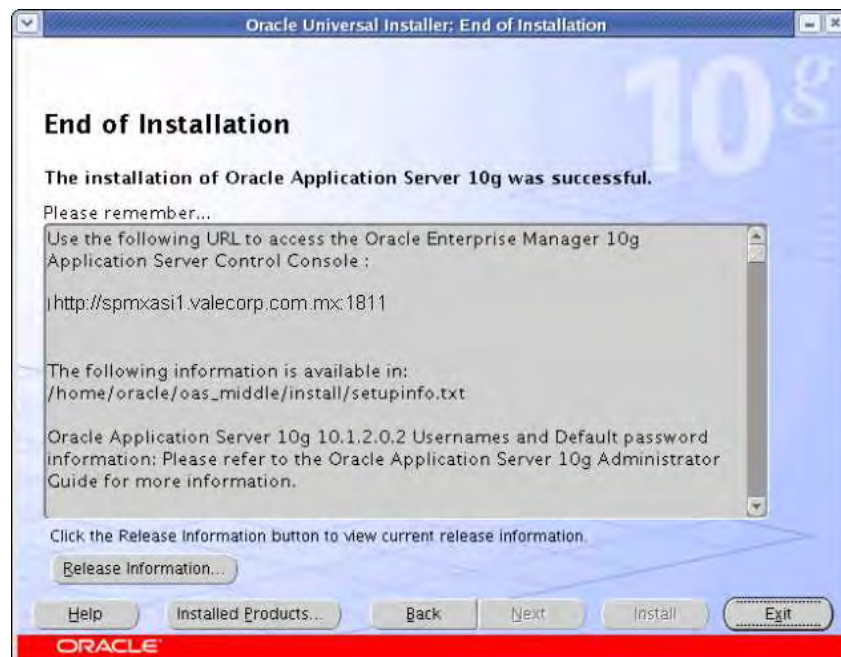 Oracle Universal Installer: End of Installation
10g
End of Installation
The installation of Oracle Application Server 10g was successful.
Please remember...
Use the following URL to access the Oracle Enterprise Manager 10g
Application Server Control Console :
http://spmxasi1.valecorp.com.mx:1811
The following information is available in:
/home/oracle/oas_middle/install/setupinfo.txt
Oracle Application Server 10g 10.1.2.0.2 Usernames and Default password
information: Please refer to the Oracle Application Server 10g Administrator
Guide for more information.
Click the Release Information button to view current release information.
Release Information...
Help Installed Products... Back Next Install Exit
ORACLE